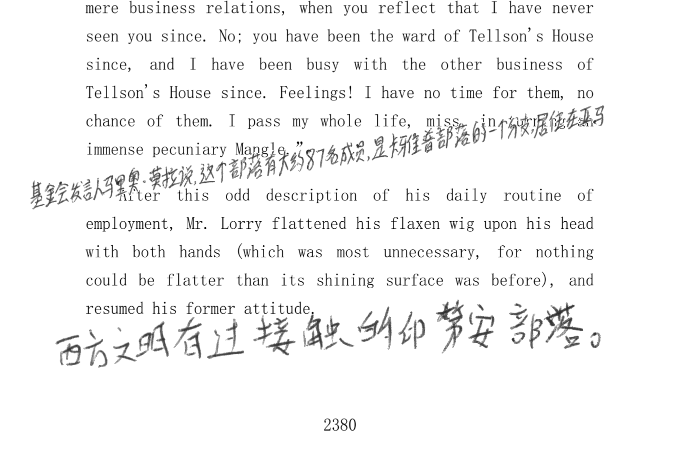 mere business relations, when you reflect that I have never
seen you since. No; you have been the ward of Tellson's House
since, and I have been busy with the other business of
Tellson's House since. Feelings! I have no time for them, no
chance of them. I pass my whole life, miss, in turning an
immense pecuniary Mangle."
基金会发言人马里奥·莫拉说,这个部落有大约87名成员,是卡雅普部落的一个分支,居住在亚马
After this odd description of his daily routine of
employment, Mr. Lorry flattened his flaxen wig upon his head
with both hands (which was most unnecessary, for nothing
could be flatter than its shining surface was before), and
resumed his former attitude.
西方文明有过接触的印第安部落。
2380